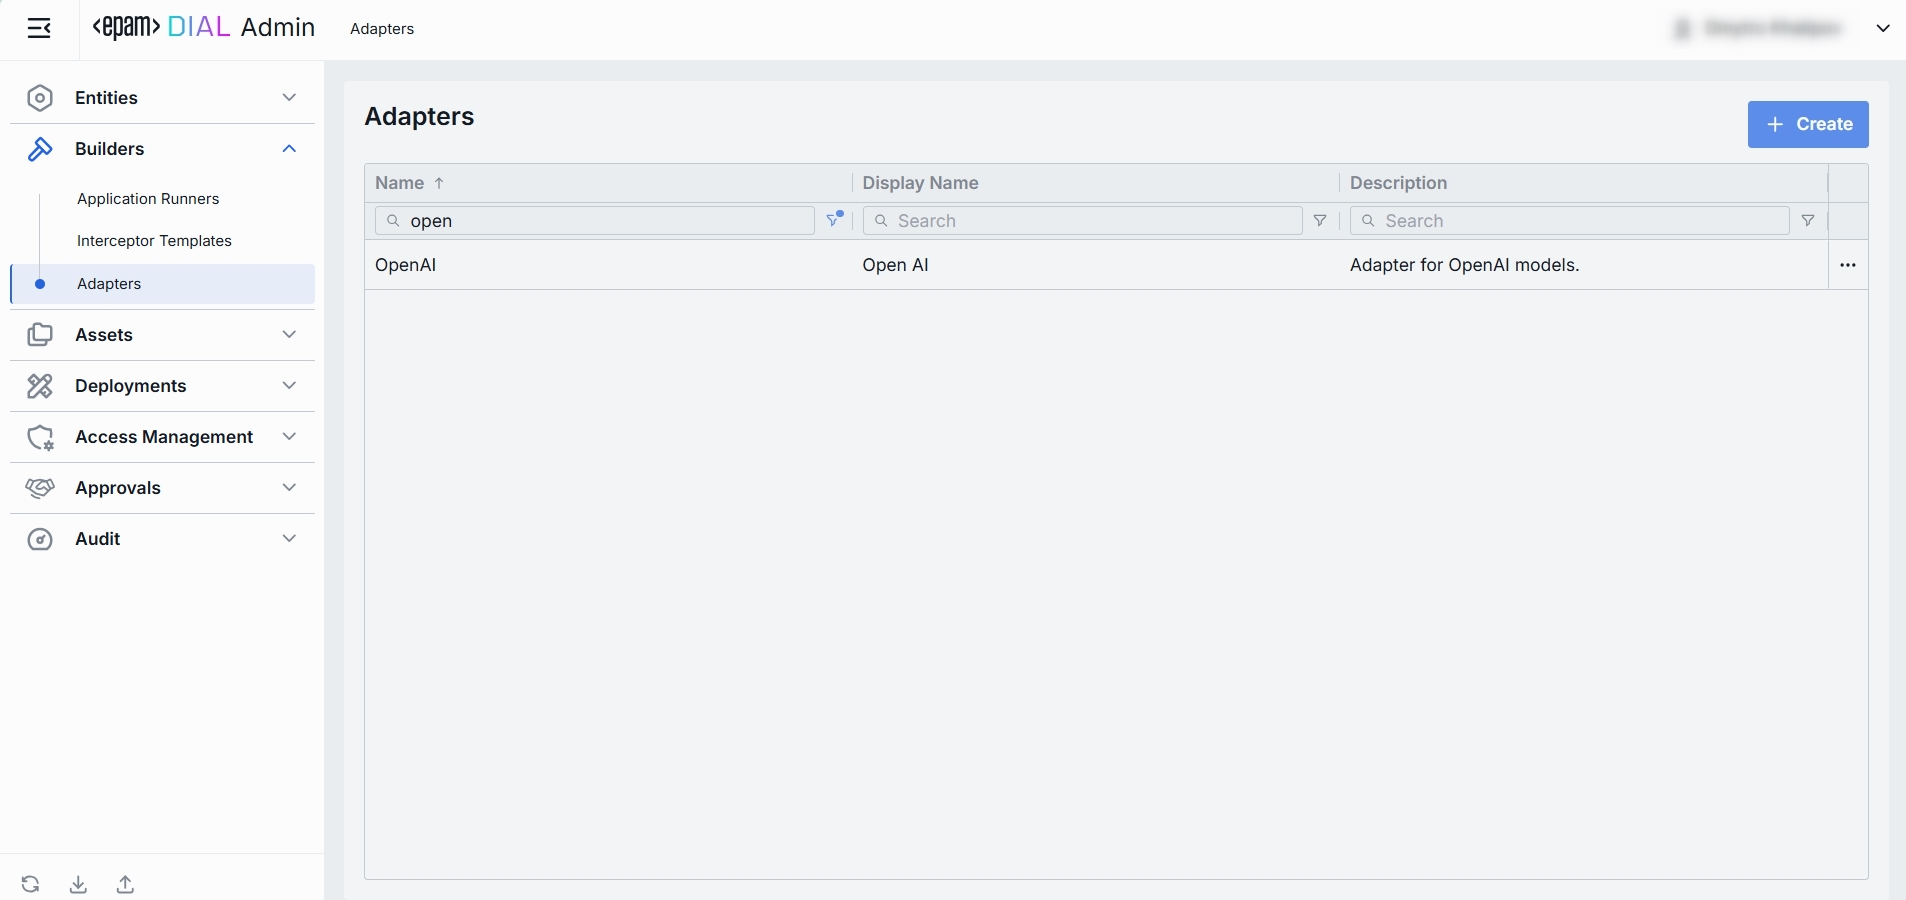 <epam> DIAL Admin
Adapters
Entities
Builders
Application Runners
Interceptor Templates
Adapters
Assets
Deployments
Access Management
Approvals
Audit
Adapters
+ Create
Name ↑ Display Name Description
open Search Search
OpenAI Open AI Adapter for OpenAI models. ...